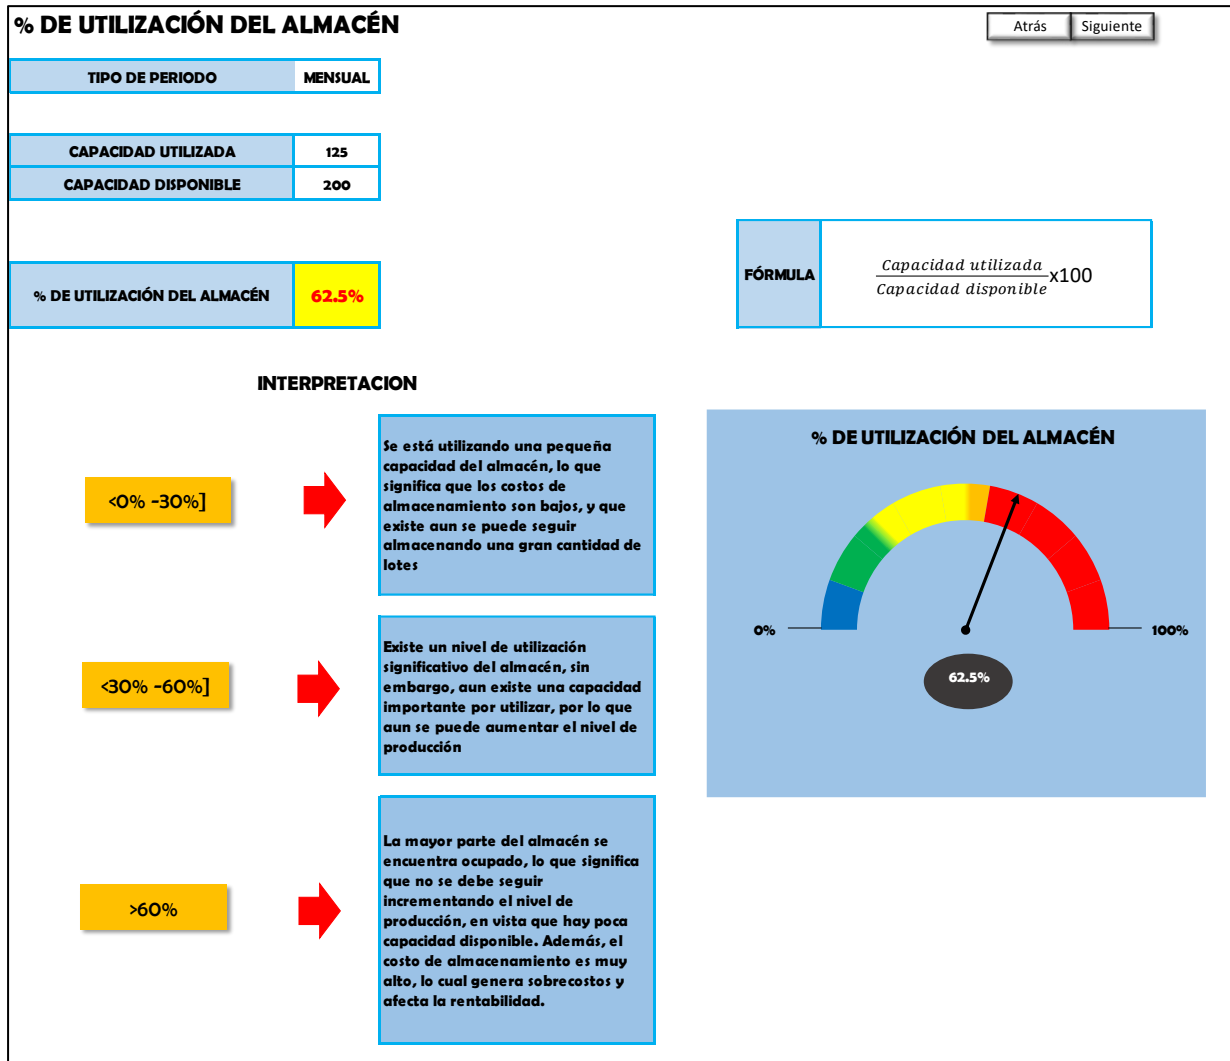 % DE UTILIZACIÓN DEL ALMACÉN
Atrás
Siguiente
TIPO DE PERIODO
MENSUAL
CAPACIDAD UTILIZADA
125
CAPACIDAD DISPONIBLE
200
% DE UTILIZACIÓN DEL ALMACÉN
62.5%
FÓRMULA
Capacidad utilizada
Capacidad disponible
x100
INTERPRETACION
<0% -30%]
Se está utilizando una pequeña
capacidad del almacén, lo que
significa que los costos de
almacenamiento son bajos, y que
existe aun se puede seguir
almacenando una gran cantidad de
lotes
<30% -60%]
Existe un nivel de utilización
significativo del almacén, sin
embargo, aun existe una capacidad
importante por utilizar, por lo que
aun se puede aumentar el nivel de
producción
>60%
La mayor parte del almacén se
encuentra ocupado, lo que significa
que no se debe seguir
incrementando el nivel de
producción, en vista que hay poca
capacidad disponible. Además, el
costo de almacenamiento es muy
alto, lo cual genera sobrecostos y
afecta la rentabilidad.
% DE UTILIZACIÓN DEL ALMACÉN
0%
100%
62.5%